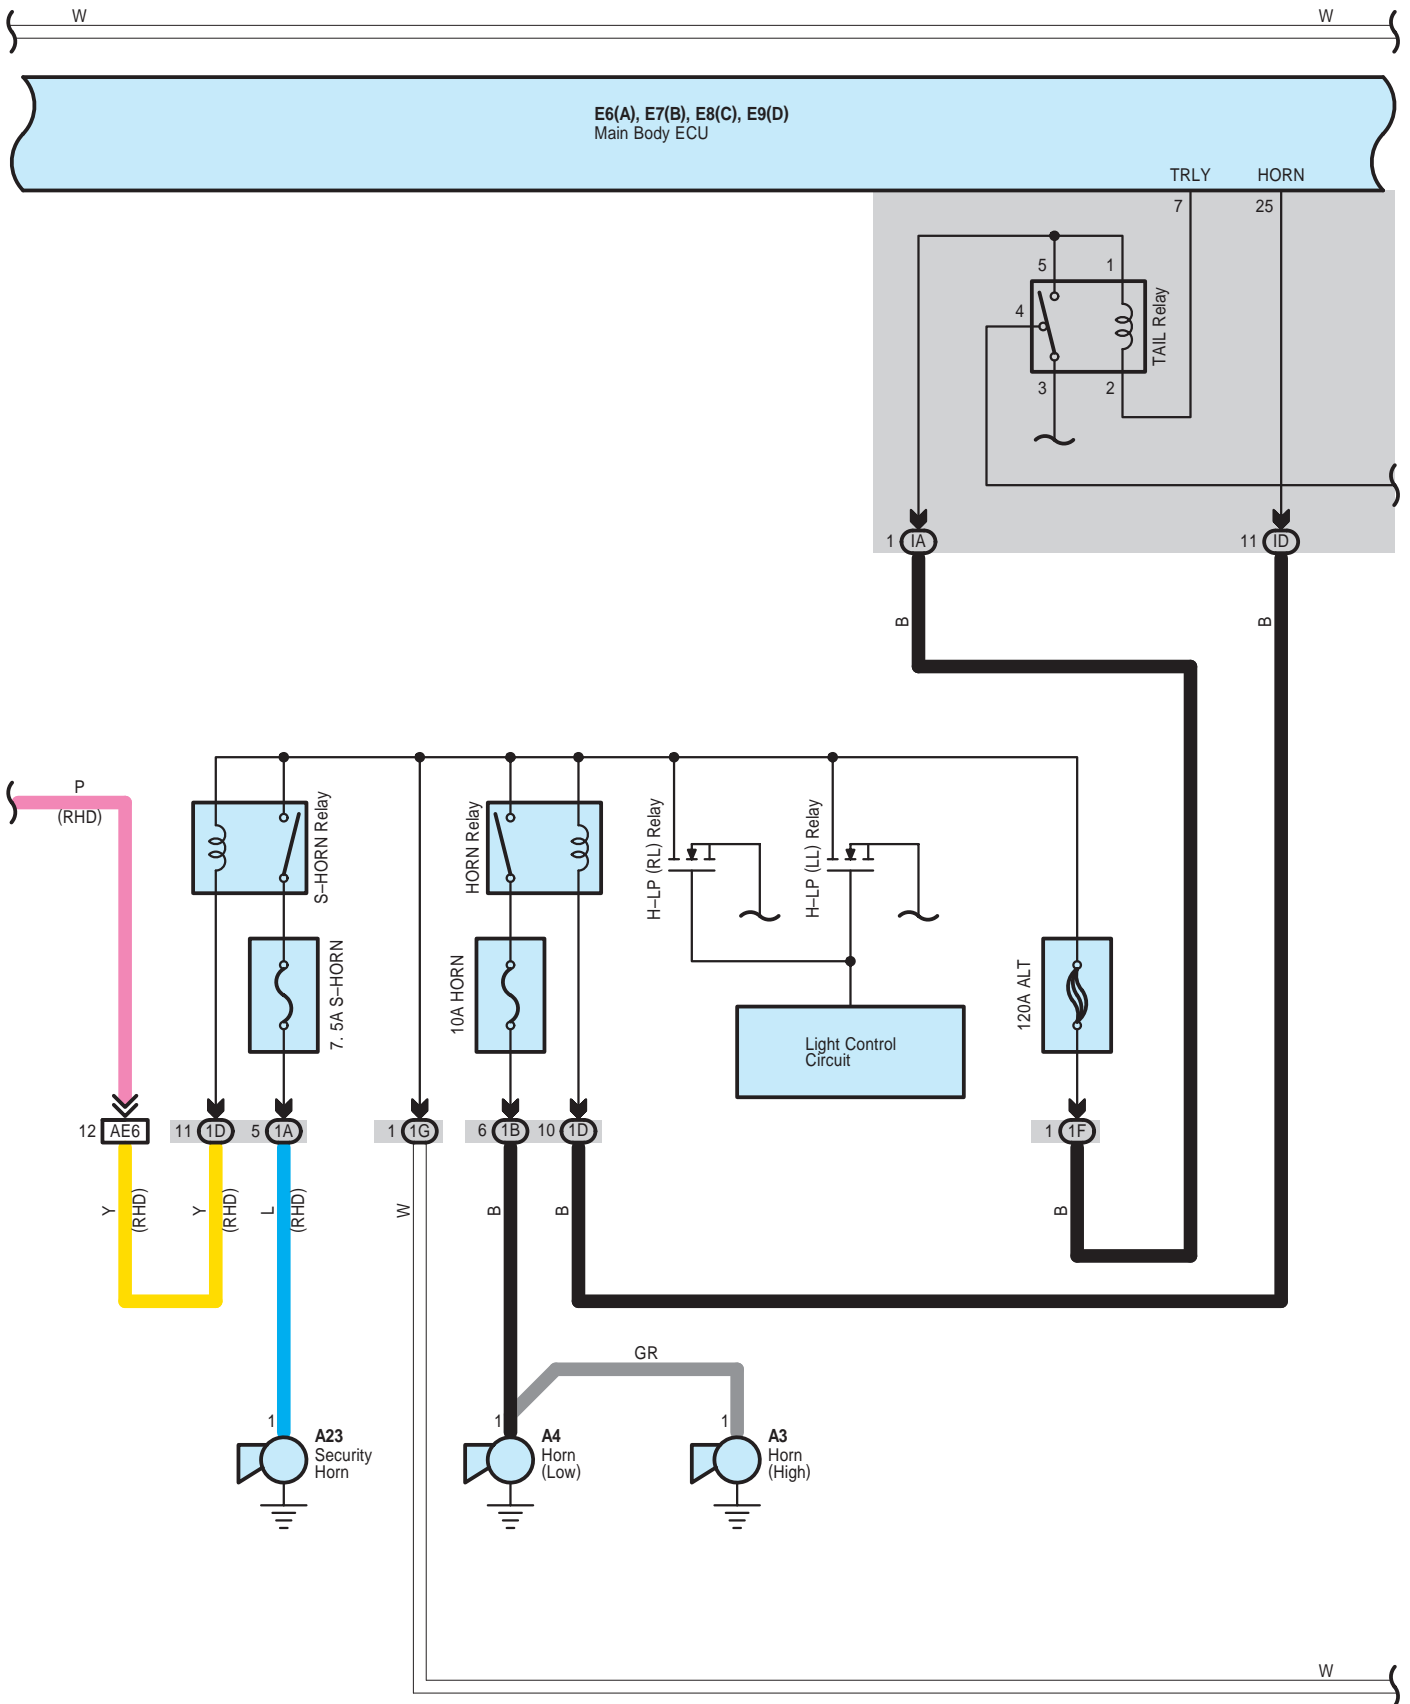 W
W
E6(A), E7(B), E8(C), E9(D)
Main Body ECU
TRLY
HORN
7
25
5
1
4
TAIL Relay
3
2
1
IA
11
ID
B
B
P
(RHD)
S–HORN Relay
HORN Relay
H–LP (RL) Relay
H–LP (LL) Relay
7. 5A S–HORN
10A HORN
120A ALT
Light Control
Circuit
12
AE6
11
1D
5
1A
1
1G
6
1B
10
1D
1
1F
Y
(RHD)
Y
(RHD)
L
(RHD)
W
B
B
B
GR
1
A23
Security
Horn
1
A4
Horn
(Low)
1
A3
Horn
(High)
W